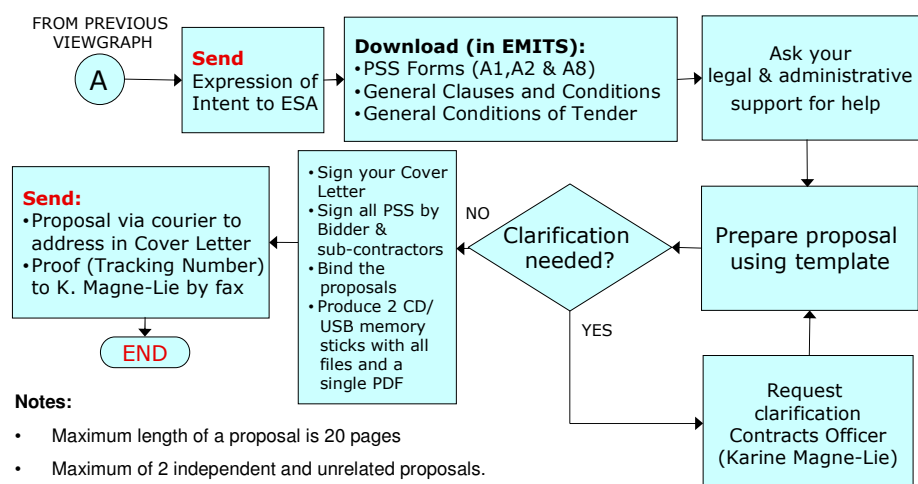 FROM PREVIOUS
VIEWGRAPH
A
Send
Expression of
Intent to ESA
Download (in EMITS):
•PSS Forms (A1,A2 & A8)
•General Clauses and Conditions
•General Conditions of Tender
Ask your
legal & administrative
support for help
Prepare proposal
using template
Clarification
needed?
YES
Request
clarification
Contracts Officer
(Karine Magne-Lie)
NO
•Sign your Cover
Letter
•Sign all PSS by
Bidder &
sub-contractors
•Bind the
proposals
•Produce 2 CD/
USB memory
sticks with all
files and a
single PDF
Send:
•Proposal via courier to
address in Cover Letter
•Proof (Tracking Number)
to K. Magne-Lie by fax
END
Notes:
• Maximum length of a proposal is 20 pages
• Maximum of 2 independent and unrelated proposals.